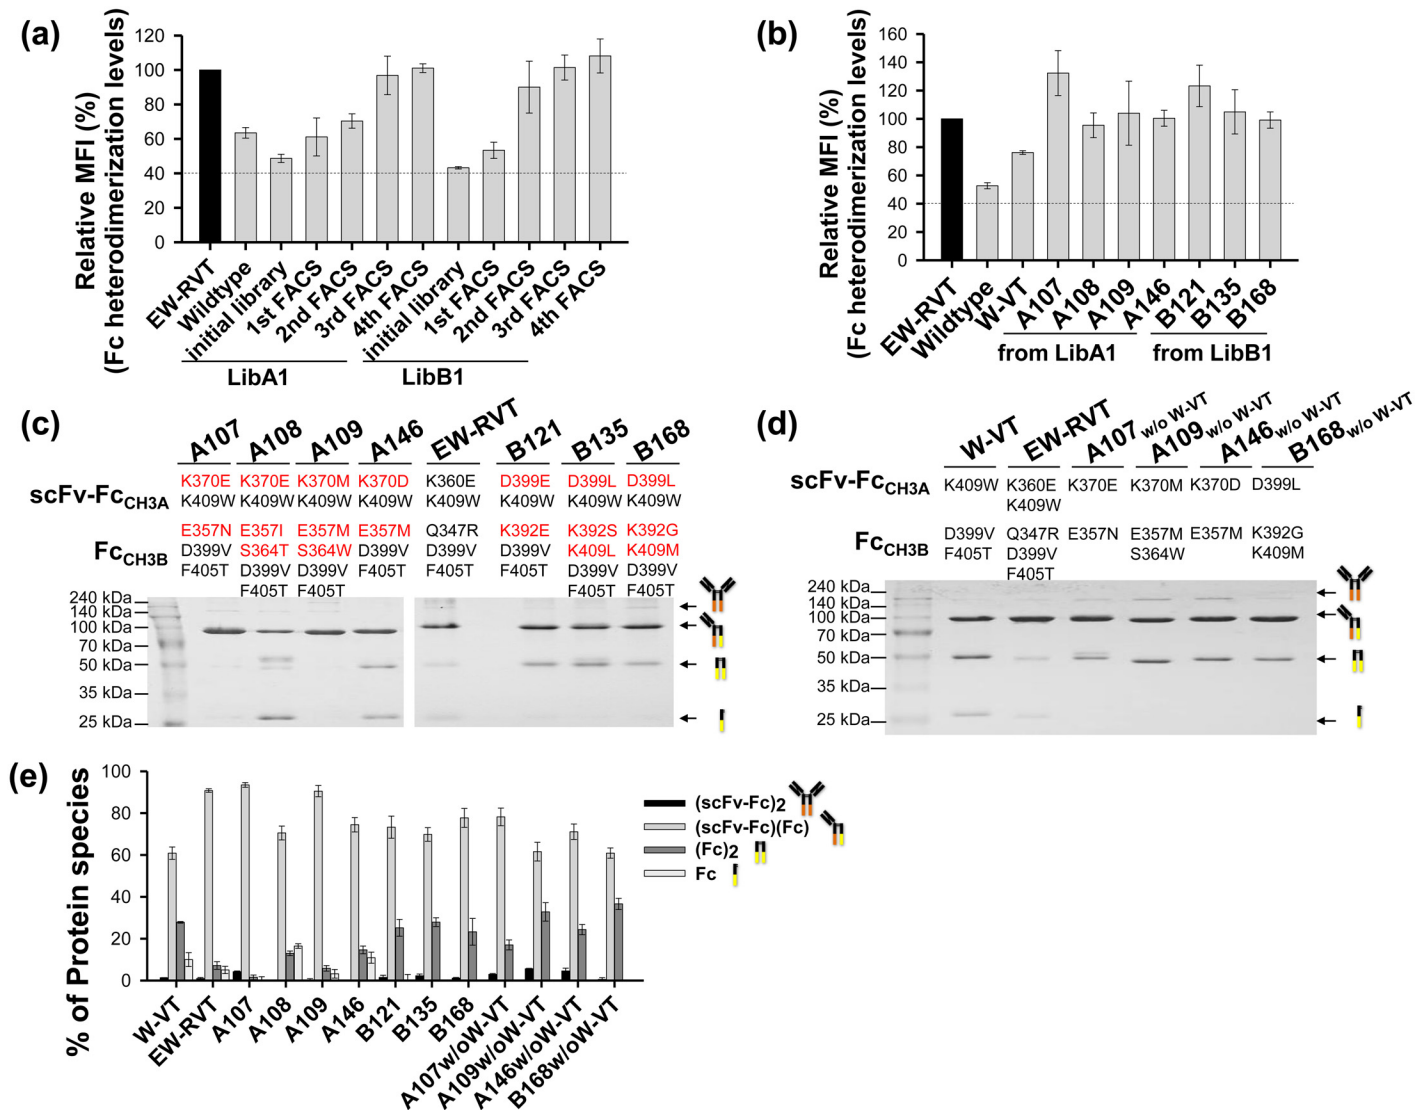 (a)
Relative MFI (%)
(Fc heterodimerization levels)
120
100
80
60
40
20
0
EW-RVT
Wildtype
initial library
1st FACS
2nd FACS
3rd FACS
4th FACS
initial library
1st FACS
2nd FACS
3rd FACS
4th FACS
LibA1
LibB1
(b)
Relative MFI (%)
(Fc heterodimerization levels)
160
140
120
100
80
60
40
20
0
EW-RVT
Wildtype
W-VT
A107
A108
A109
A146
B121
B135
B168
from LibA1
from LibB1
(c)
A107
A108
A109
A146
EW-RVT
B121
B135
B168
scFv-FcCH3A
K370E K370E K370M K370D K360E D399E D399L D399L
K409W K409W K409W K409W K409W K409W K409W K409W
FcCH3B
E357N E357I E357M E357M Q347R K392E K392S K392G
D399V S364T S364W D399V D399V D399V K409L K409M
F405T D399V D399V F405T F405T F405T D399V D399V
F405T F405T F405T F405T
240 kDa
140 kDa
100 kDa
70 kDa
50 kDa
35 kDa
25 kDa
(d)
W-VT
EW-RVT
A107w/o W-VT
A109w/o W-VT
A146w/o W-VT
B168w/o W-VT
scFv-FcCH3A
K409W K360E K370E K370M K370D D399L
K409W
FcCH3B
D399V Q347R E357N E357M E357M K392G
F405T D399V S364W K409M
F405T
240 kDa
140 kDa
100 kDa
70 kDa
50 kDa
35 kDa
25 kDa
(e)
% of Protein species
100
80
60
40
20
0
W-VT
EW-RVT
A107
A108
A109
A146
B121
B135
B168
A107w/oW-VT
A109w/oW-VT
A146w/oW-VT
B168w/oW-VT
(scFv-Fc)2
(scFv-Fc)(Fc)
(Fc)2
Fc